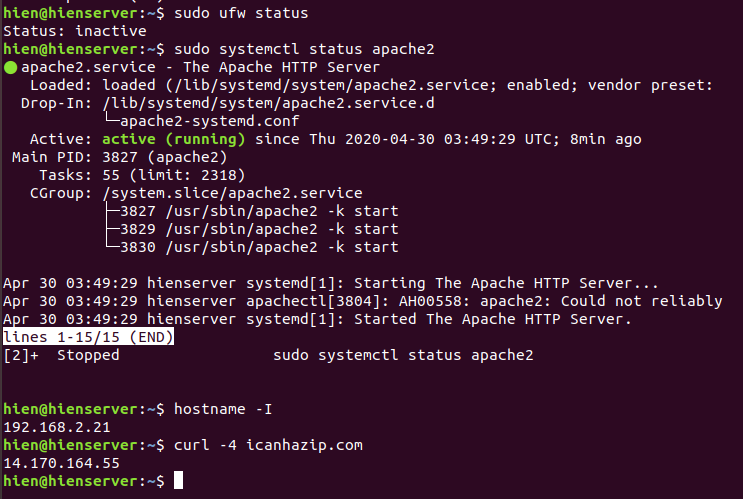 hien@hienserver:~$ sudo ufw status
Status: inactive
hien@hienserver:~$ sudo systemctl status apache2
● apache2.service - The Apache HTTP Server
   Loaded: loaded (/lib/systemd/system/apache2.service; enabled; vendor preset:
  Drop-In: /lib/systemd/system/apache2.service.d
           └─apache2-systemd.conf
   Active: active (running) since Thu 2020-04-30 03:49:29 UTC; 8min ago
 Main PID: 3827 (apache2)
    Tasks: 55 (limit: 2318)
   CGroup: /system.slice/apache2.service
           ├─3827 /usr/sbin/apache2 -k start
           ├─3829 /usr/sbin/apache2 -k start
           └─3830 /usr/sbin/apache2 -k start
Apr 30 03:49:29 hienserver systemd[1]: Starting The Apache HTTP Server...
Apr 30 03:49:29 hienserver apachectl[3804]: AH00558: apache2: Could not reliably
Apr 30 03:49:29 hienserver systemd[1]: Started The Apache HTTP Server.
lines 1-15/15 (END)
[2]+  Stopped                 sudo systemctl status apache2
hien@hienserver:~$ hostname -I
192.168.2.21
hien@hienserver:~$ curl -4 icanhazip.com
14.170.164.55
hien@hienserver:~$